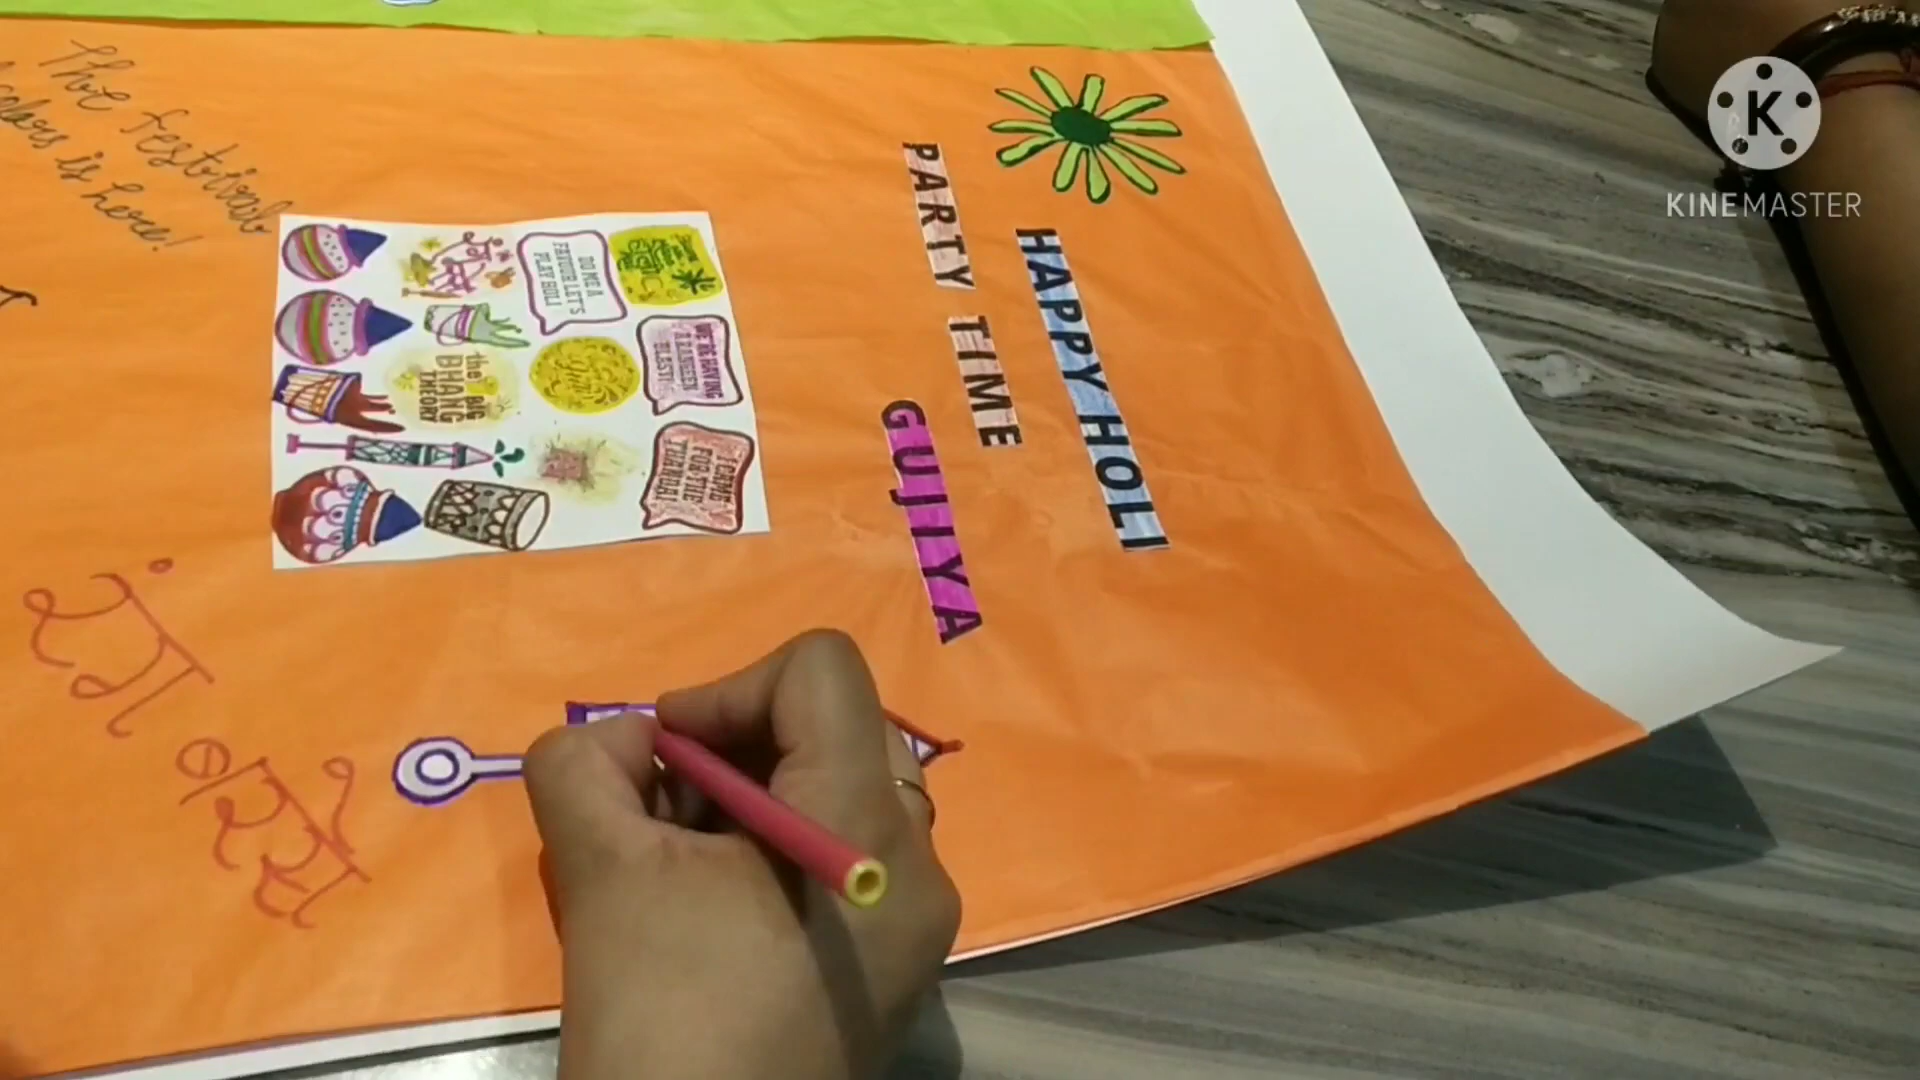 The festival
colors is here!
PARTY TIME
HAPPY HOLI
GUJIYA
DO ME A
FAVOUR LET'S
PLAY HOLI
WE'RE HAVING
A RANGEEN
BLAST!
the BIG
BHANG
THEORY
I CAME
FOR THE
THANDAI
रंग
बरसे
KINEMASTER